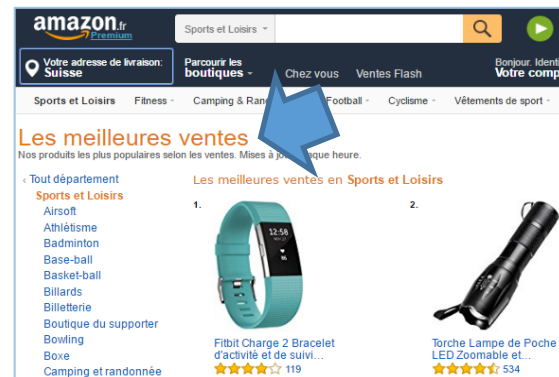 amazon.fr
Premium
Sports et Loisirs
Votre adresse de livraison:
Suisse
Parcourir les
boutiques
Chez vous
Ventes Flash
Bonjour. Identi
Votre comp
Sports et Loisirs
Fitness
Camping &
Football
Cyclisme
Vêtements de sport
Les meilleures ventes
Nos produits les plus populaires selon les ventes. Mises à heure.
‹ Tout département
Sports et Loisirs
Airsoft
Athlétisme
Badminton
Base-ball
Basket-ball
Billards
Billetterie
Boutique du supporter
Bowling
Boxe
Camping et randonnée
Les meilleures ventes en Sports et Loisirs
1.
12:58
Fitbit Charge 2 Bracelet
d'activité et de suivi...
119
2.
Torche Lampe de Poche
LED Zoomable et...
534